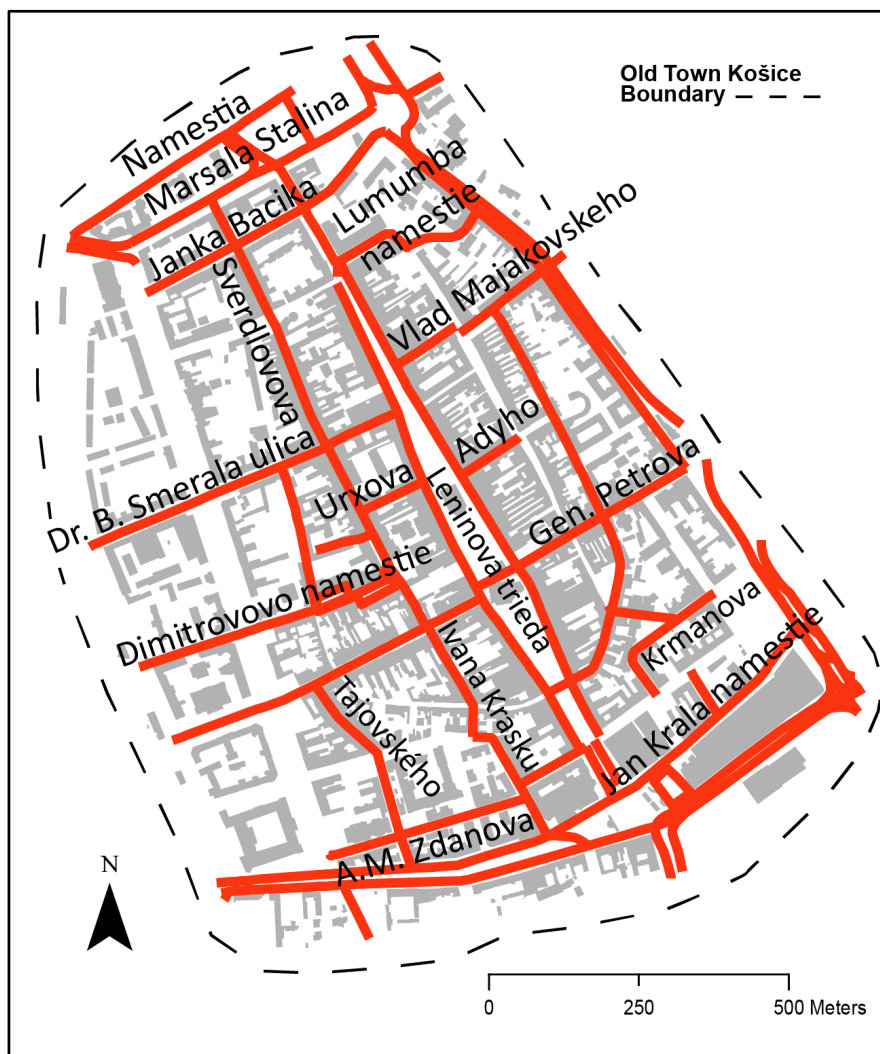 Old Town Košice
Boundary
Namestia
Marsala Stalina
Janka Bacika
Lumumba
namestie
Vlad Majakovskeho
Sverdlovova
Adyho
Dr. B. Smerala ulica
Urxova
Leninova trieda
Gen. Petrova
Dimitrovovo namestie
Ivana Krasku
Krmanova
Tajovského
Jan Krala namestie
A.M. Zdanova
N
0 250 500 Meters